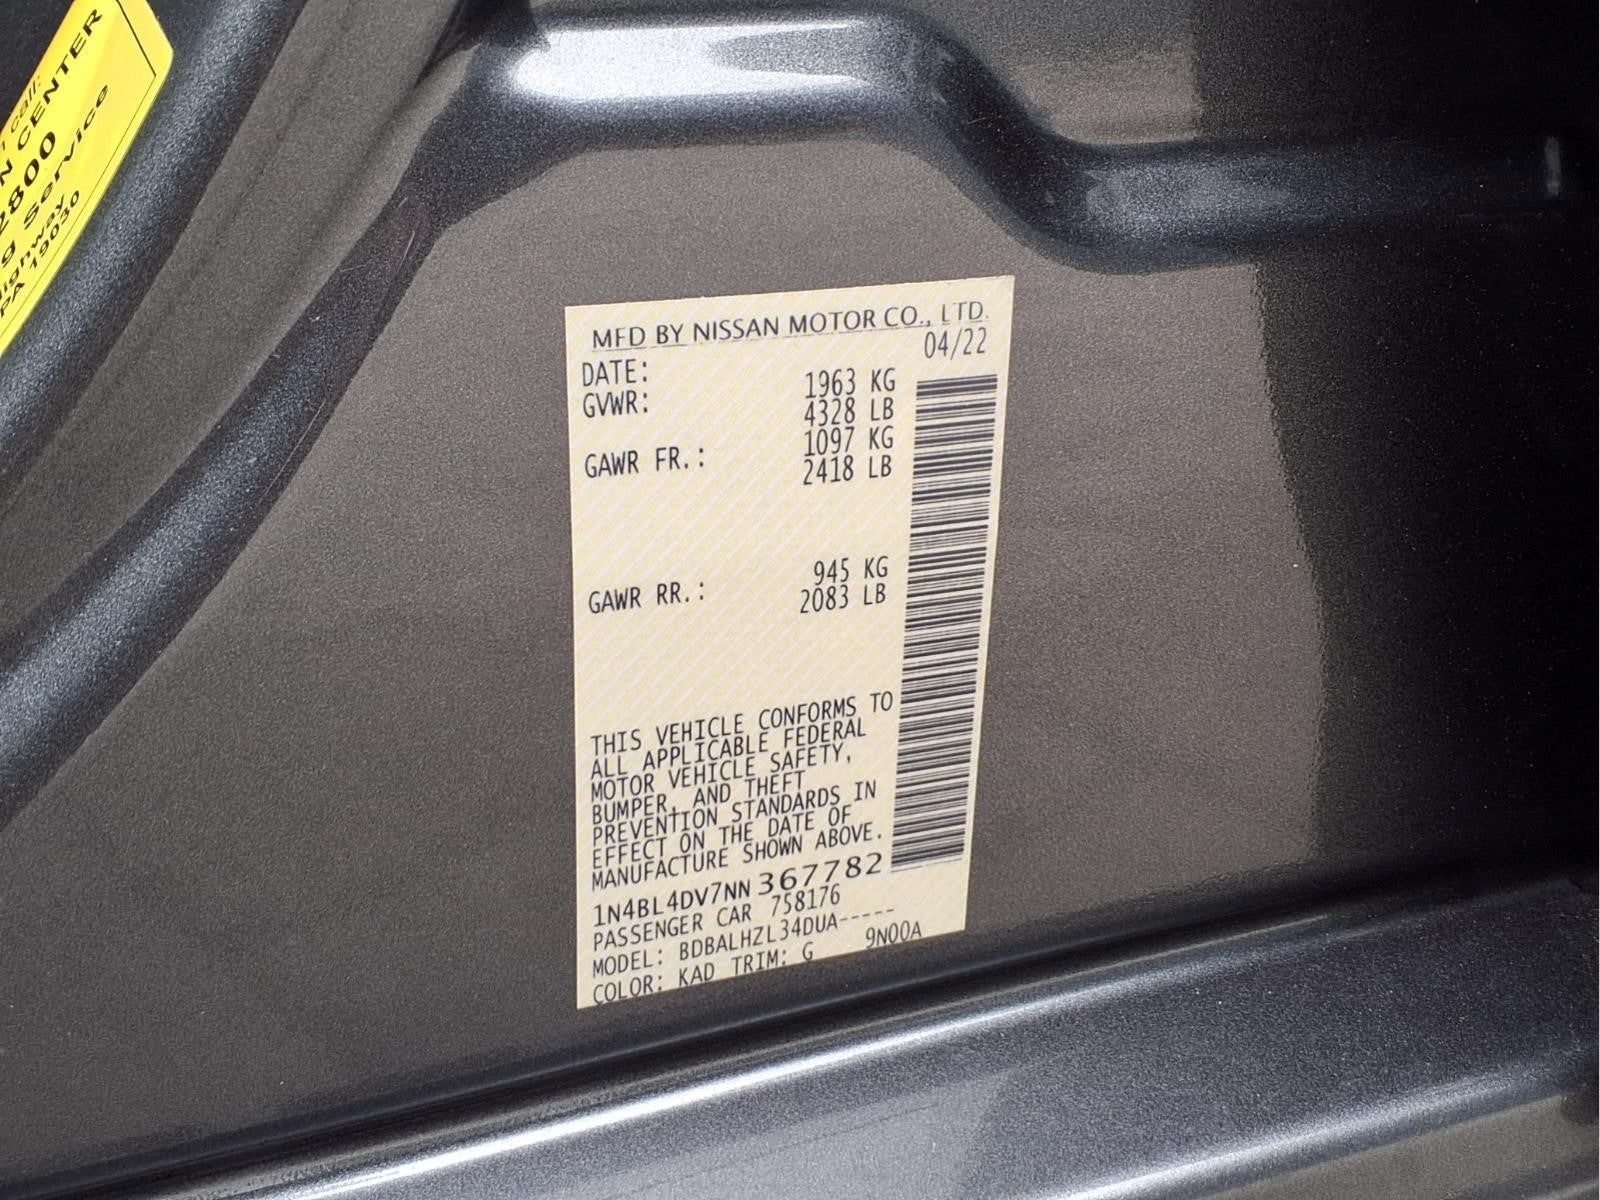 call:
N CENTER
2800
g Service
ighway
PA 19030
MFD BY NISSAN MOTOR CO., LTD.
DATE: 04/22
GVWR: 1963 KG
4328 LB
GAWR FR.: 1097 KG
2418 LB
GAWR RR.: 945 KG
2083 LB
THIS VEHICLE CONFORMS TO
ALL APPLICABLE FEDERAL
MOTOR VEHICLE SAFETY,
BUMPER, AND THEFT
PREVENTION STANDARDS IN
EFFECT ON THE DATE OF
MANUFACTURE SHOWN ABOVE.
1N4BL4DV7NN367782
PASSENGER CAR 758176
MODEL: BDBALHZL34DUA-----
COLOR: KAD TRIM: G 9N00A